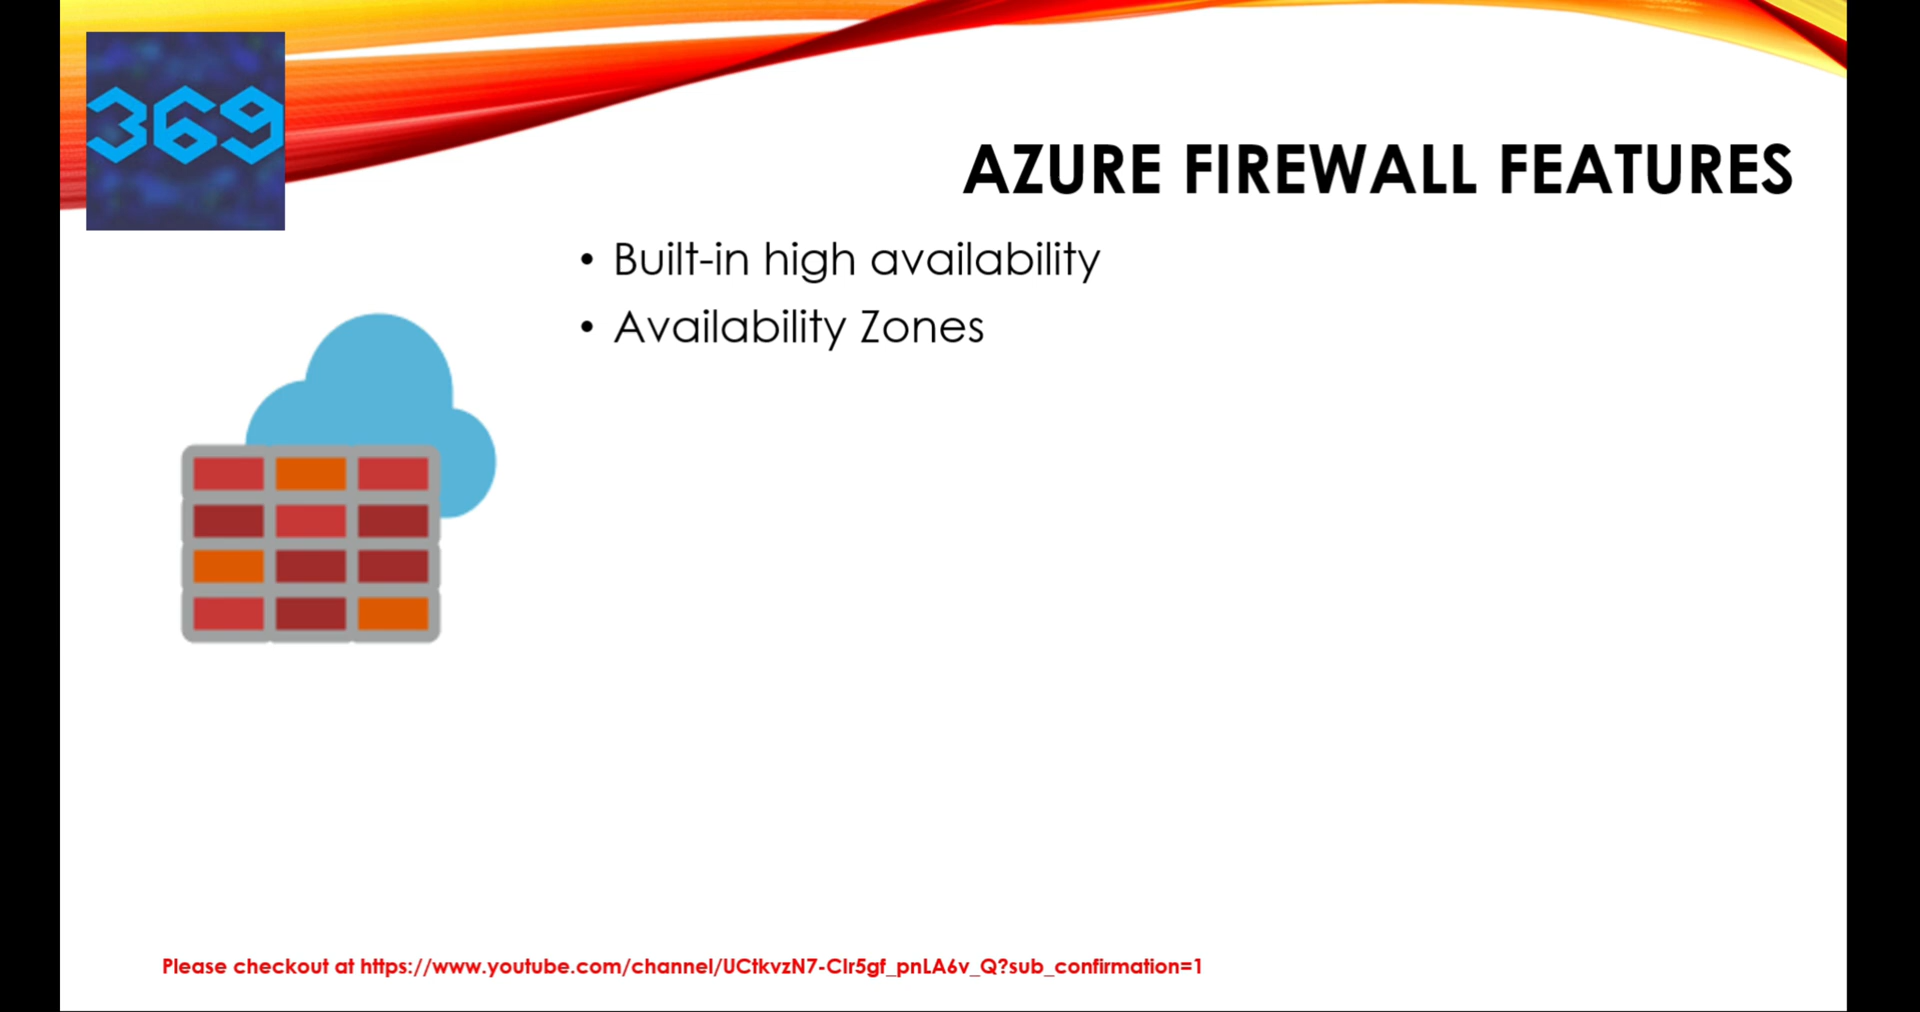 369
AZURE FIREWALL FEATURES
• Built-in high availability
• Availability Zones
Please checkout at https://www.youtube.com/channel/UCtkvzN7-Clr5gf_pnLA6v_Q?sub_confirmation=1